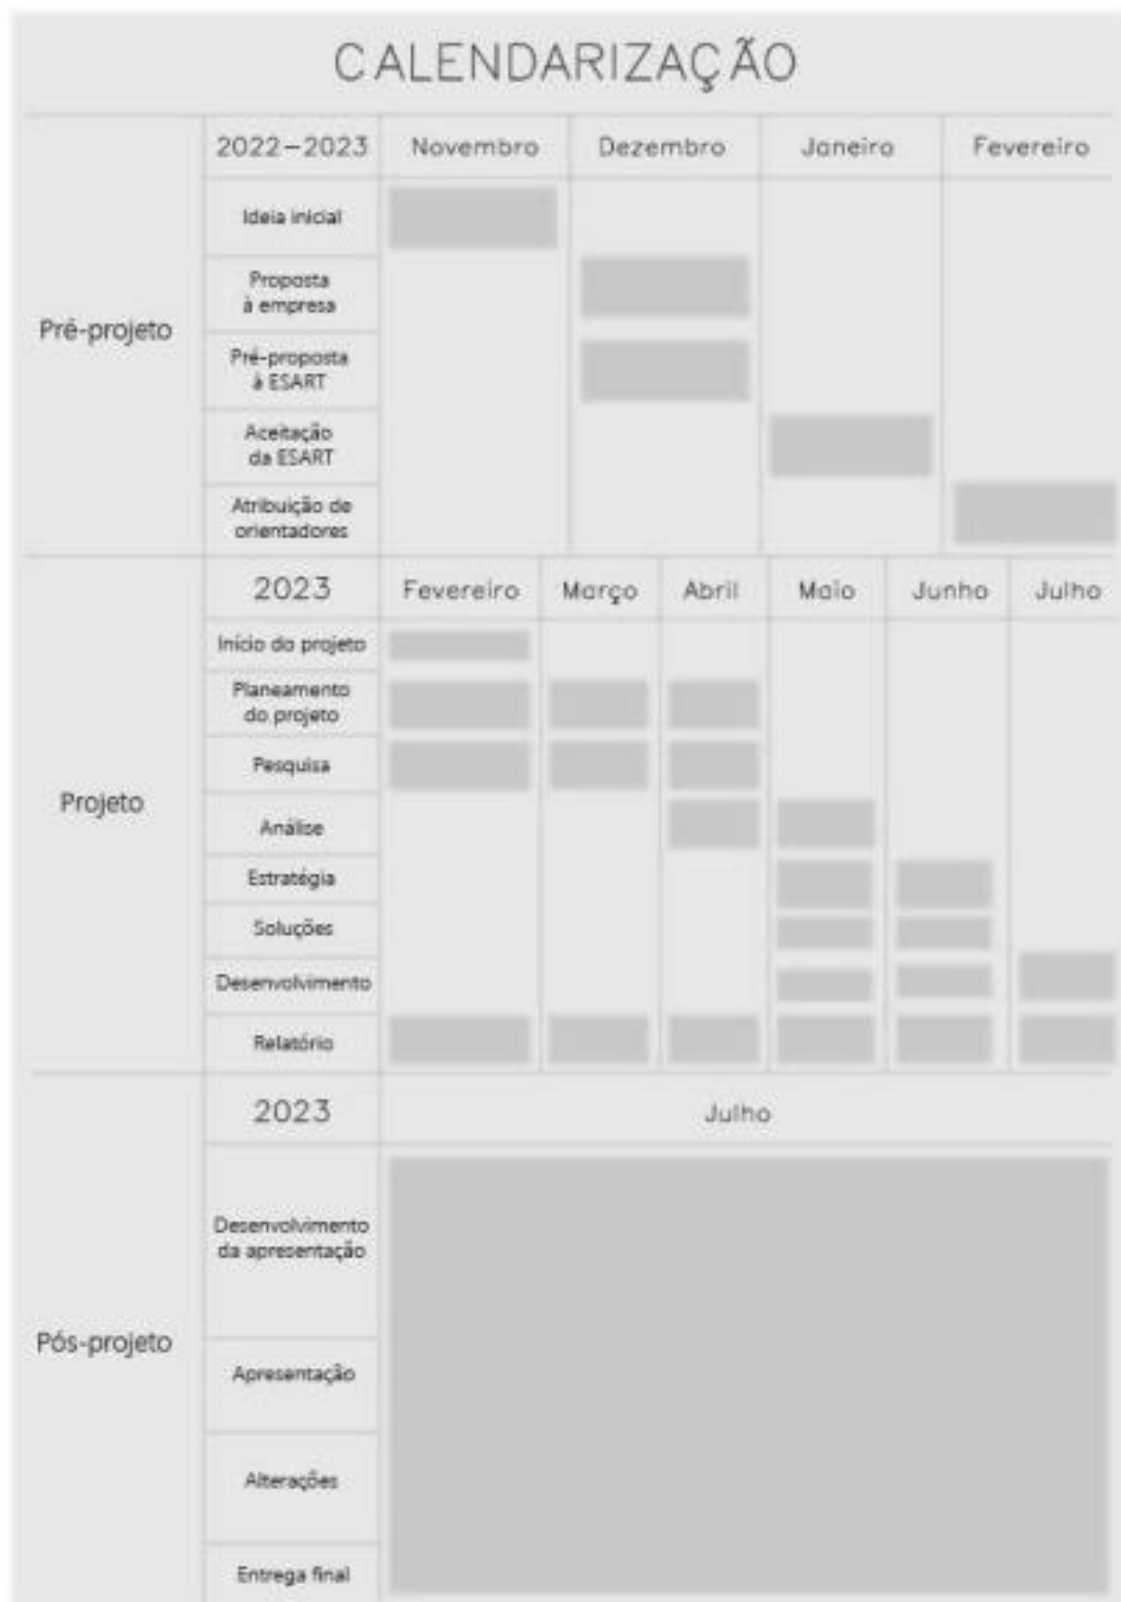 CALENDARIZAÇÃO
2022-2023 Novembro Dezembro Janeiro Fevereiro
Pré-projeto
Ideia inicial
Proposta
à empresa
Pré-proposta
à ESART
Aceitação
da ESART
Atribuição de
orientadores
2023 Fevereiro Março Abril Maio Junho Julho
Projeto
Início do projeto
Planeamento
do projeto
Pesquisa
Análise
Estratégia
Soluções
Desenvolvimento
Relatório
2023 Julho
Pós-projeto
Desenvolvimento
da apresentação
Apresentação
Alterações
Entrega final